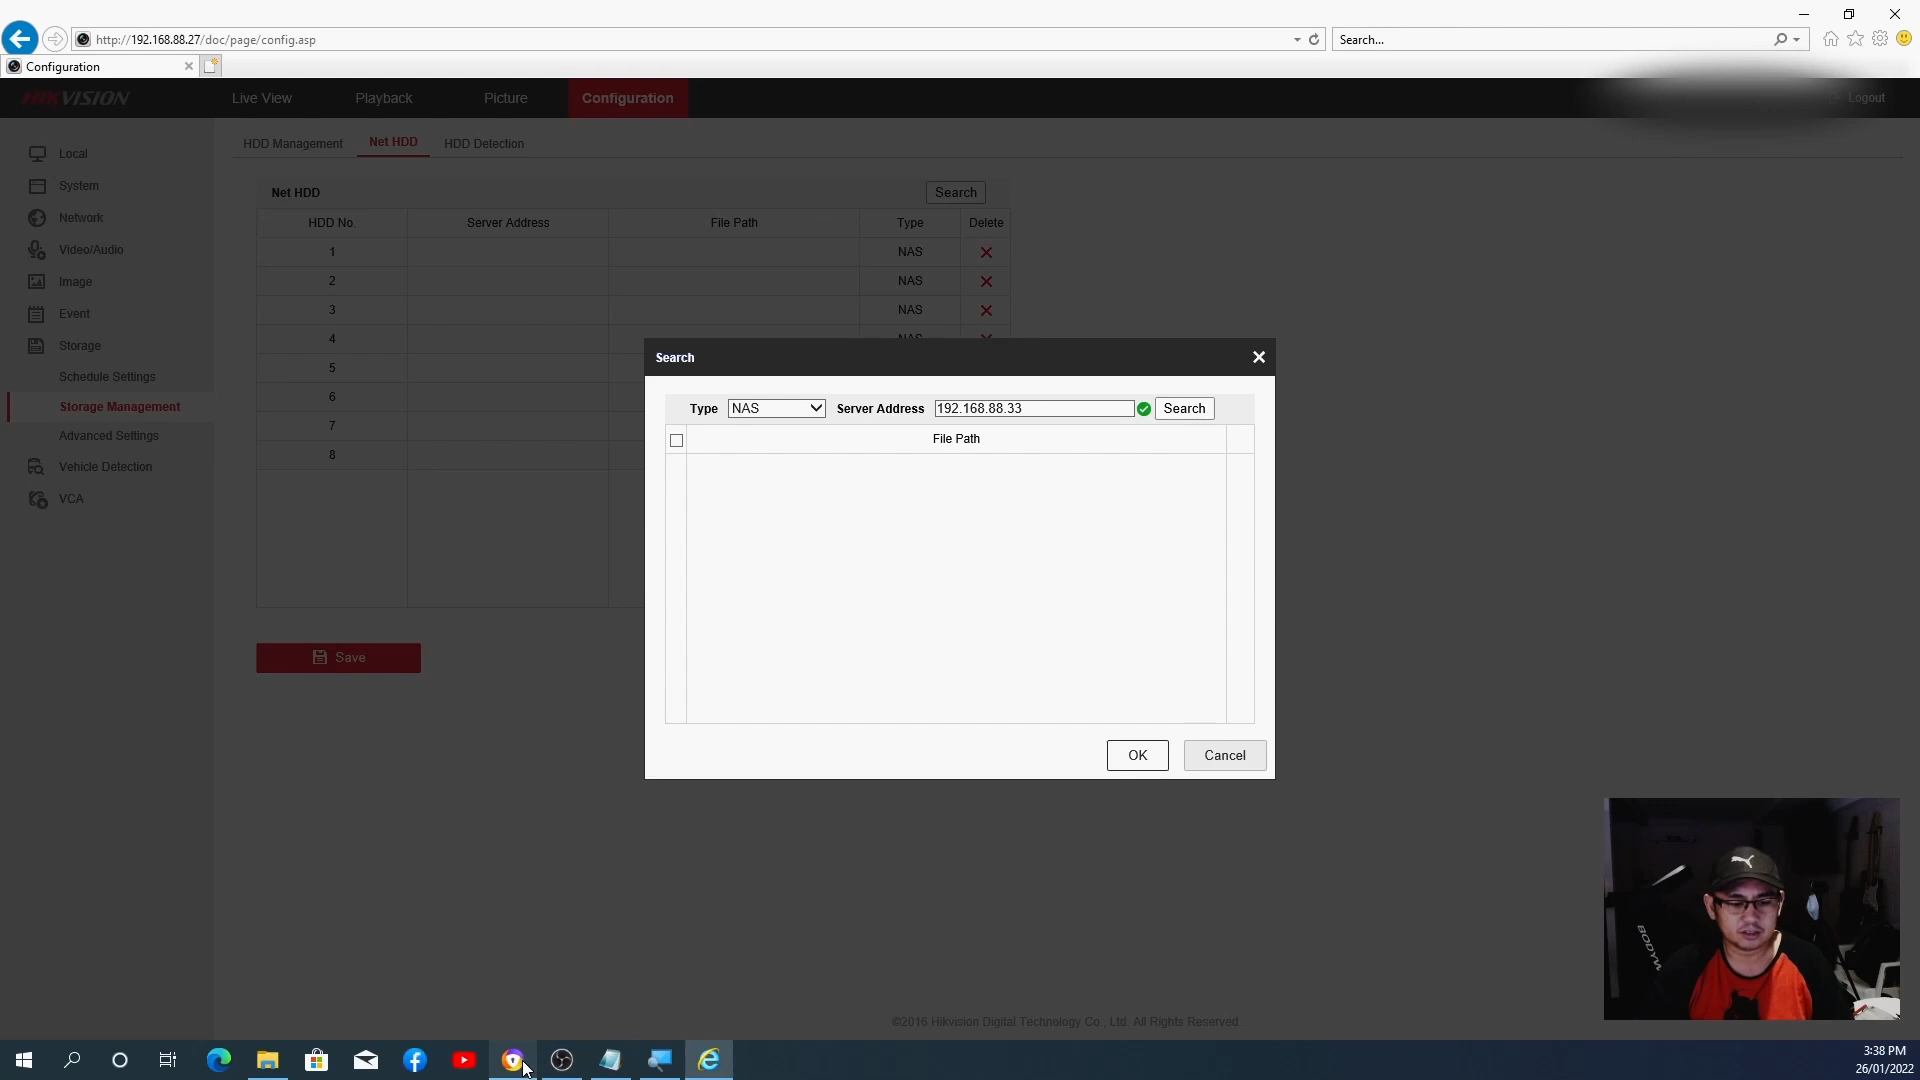 http://192.168.88.27/doc/page/config.asp
Search...
Configuration
HIKVISION
Live View
Playback
Picture
Configuration
Logout
Local
System
Network
Video/Audio
Image
Event
Storage
Schedule Settings
Storage Management
Advanced Settings
Vehicle Detection
VCA
HDD Management
Net HDD
HDD Detection
Net HDD
Search
HDD No.
Server Address
File Path
Type
Delete
1
NAS
2
NAS
3
NAS
4
NAS
5
6
7
8
Save
Search
Type
NAS
Server Address
192.168.88.33
Search
File Path
OK
Cancel
BODYW
©2016 Hikvision Digital Technology Co., Ltd. All Rights Reserved.
3:38 PM
26/01/2022